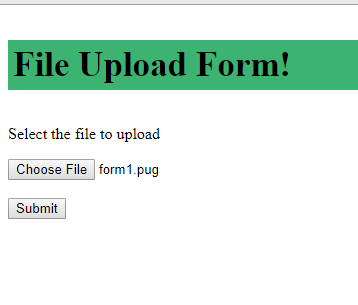 File Upload Form!
Select the file to upload
Choose File form1.pug
Submit